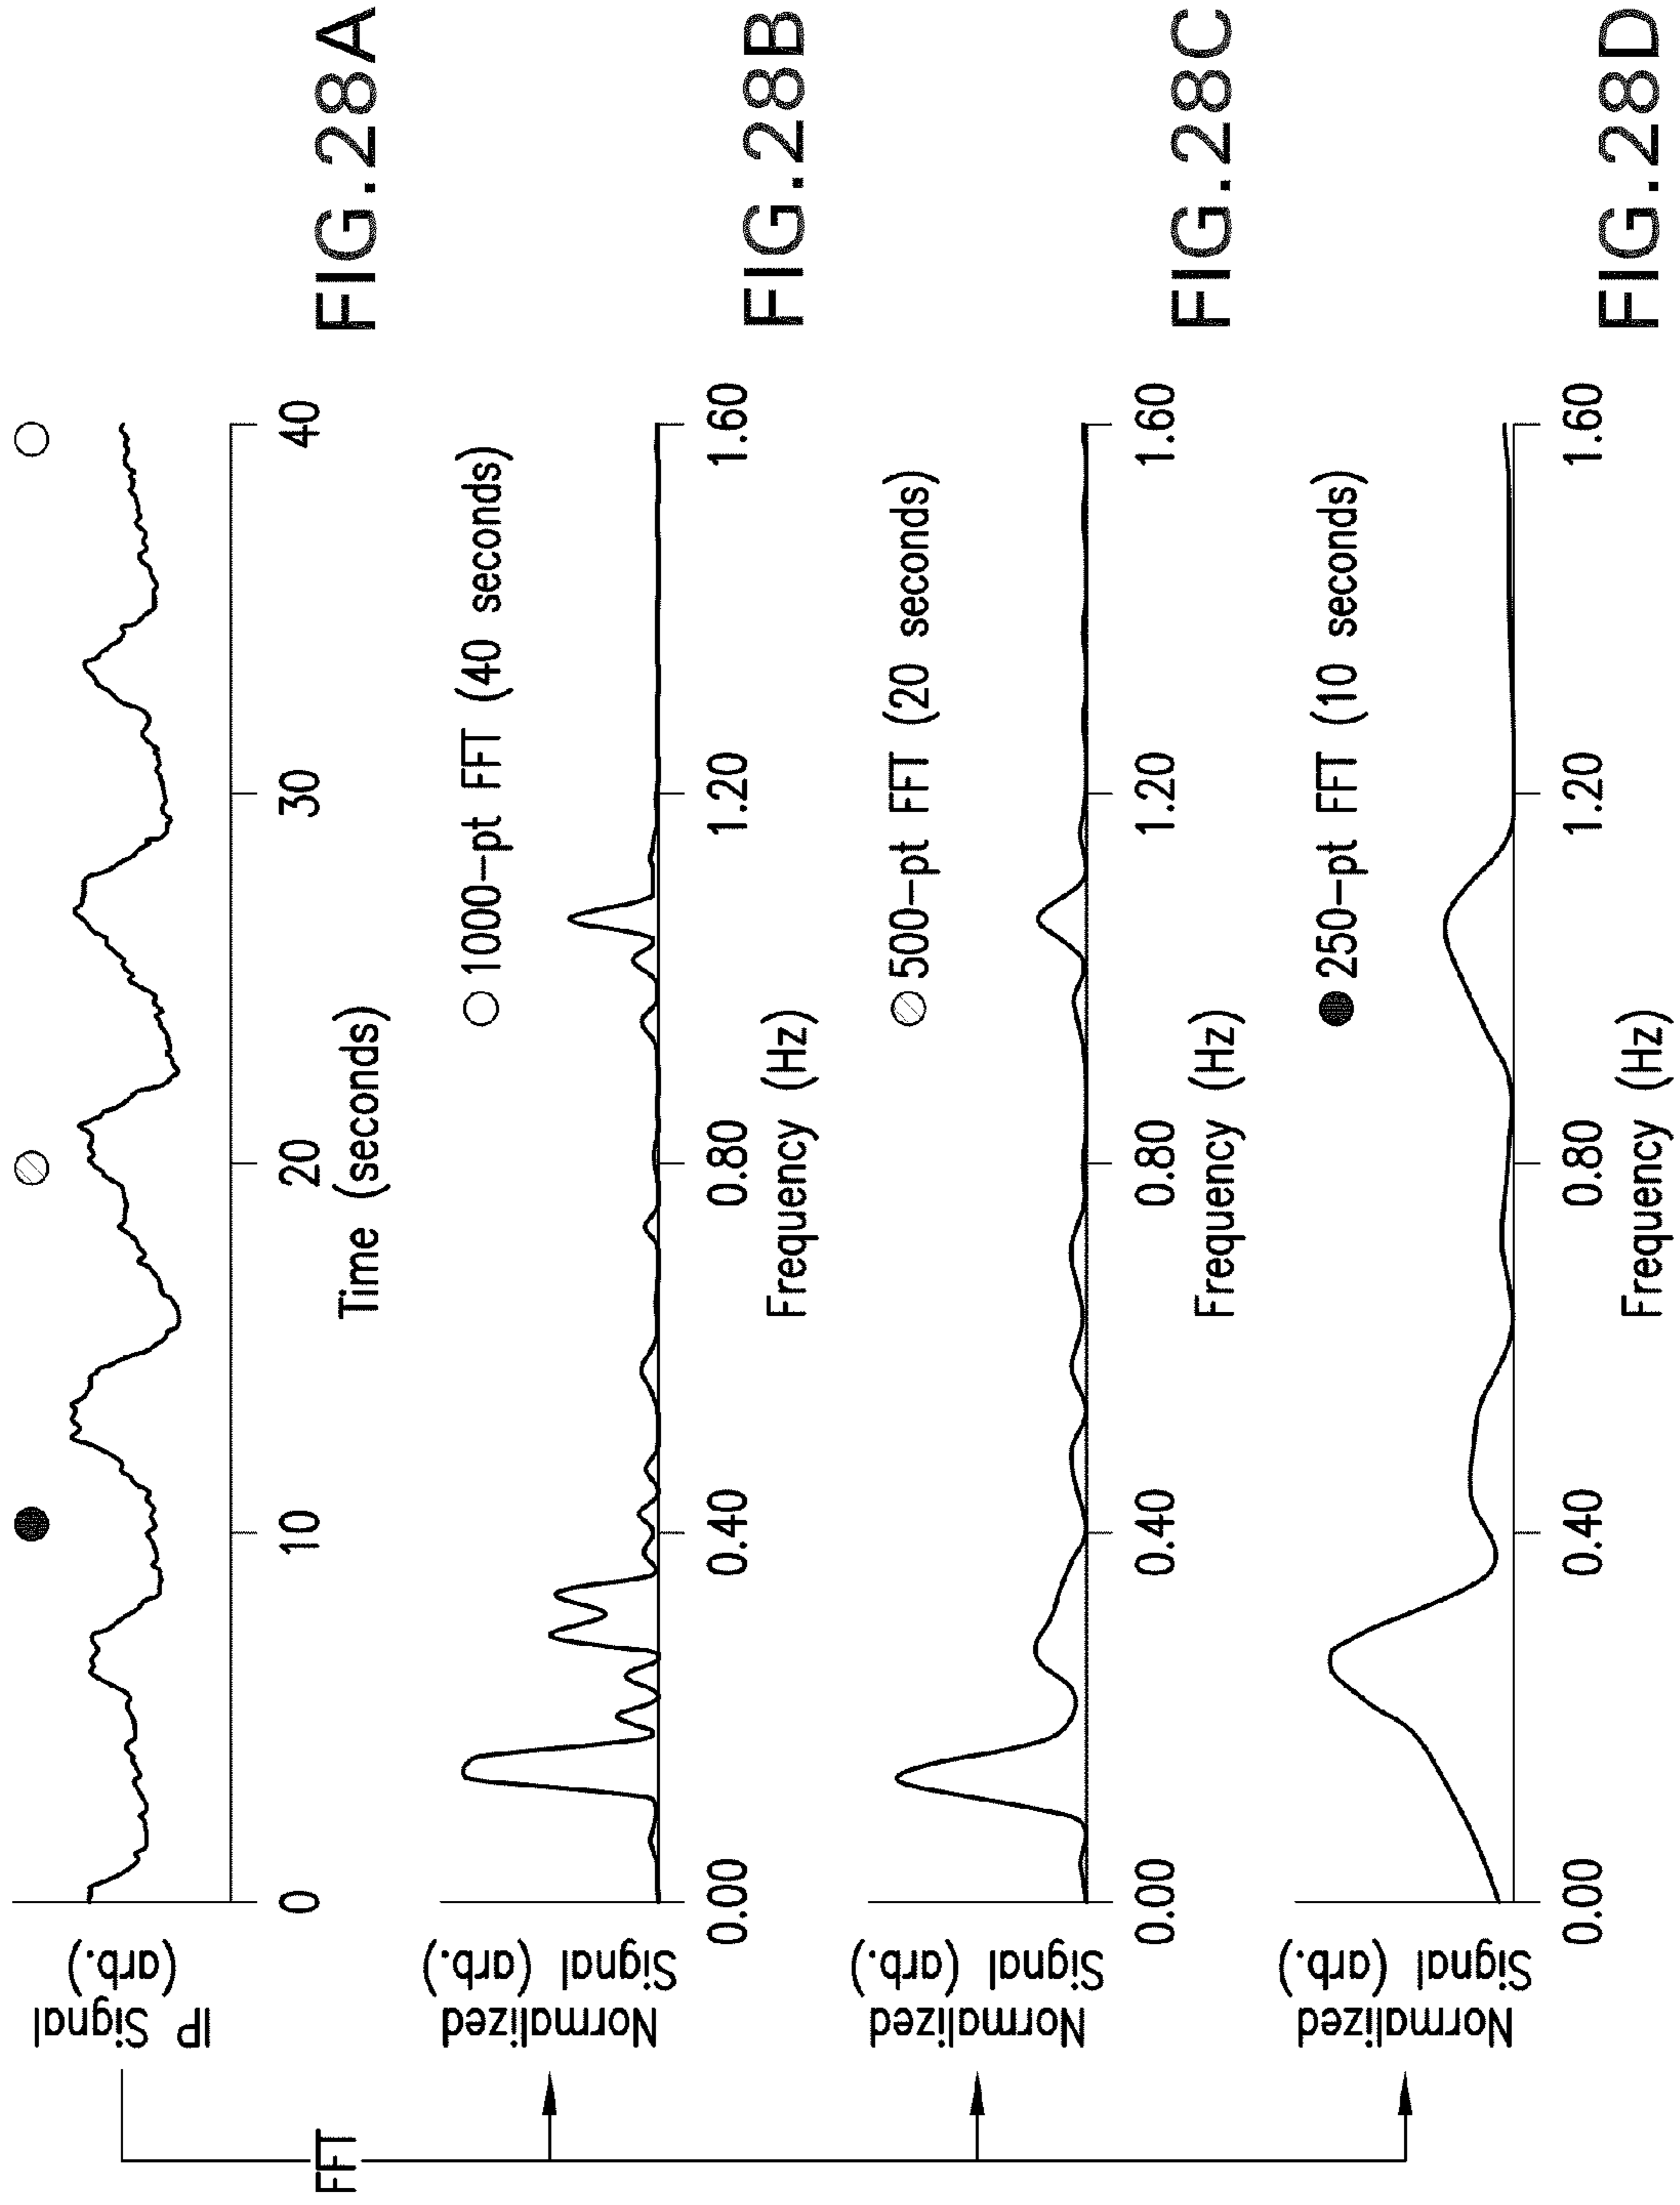 FFT
IP Signal
(arb.)
0
10
20
30
40
Time (seconds)
FIG.28A
Normalized
Signal (arb.)
1000-pt FFT (40 seconds)
0.00
0.40
0.80
1.20
1.60
Frequency (Hz)
FIG.28B
Normalized
Signal (arb.)
500-pt FFT (20 seconds)
0.00
0.40
0.80
1.20
1.60
Frequency (Hz)
FIG.28C
Normalized
Signal (arb.)
250-pt FFT (10 seconds)
0.00
0.40
0.80
1.20
1.60
Frequency (Hz)
FIG.28D